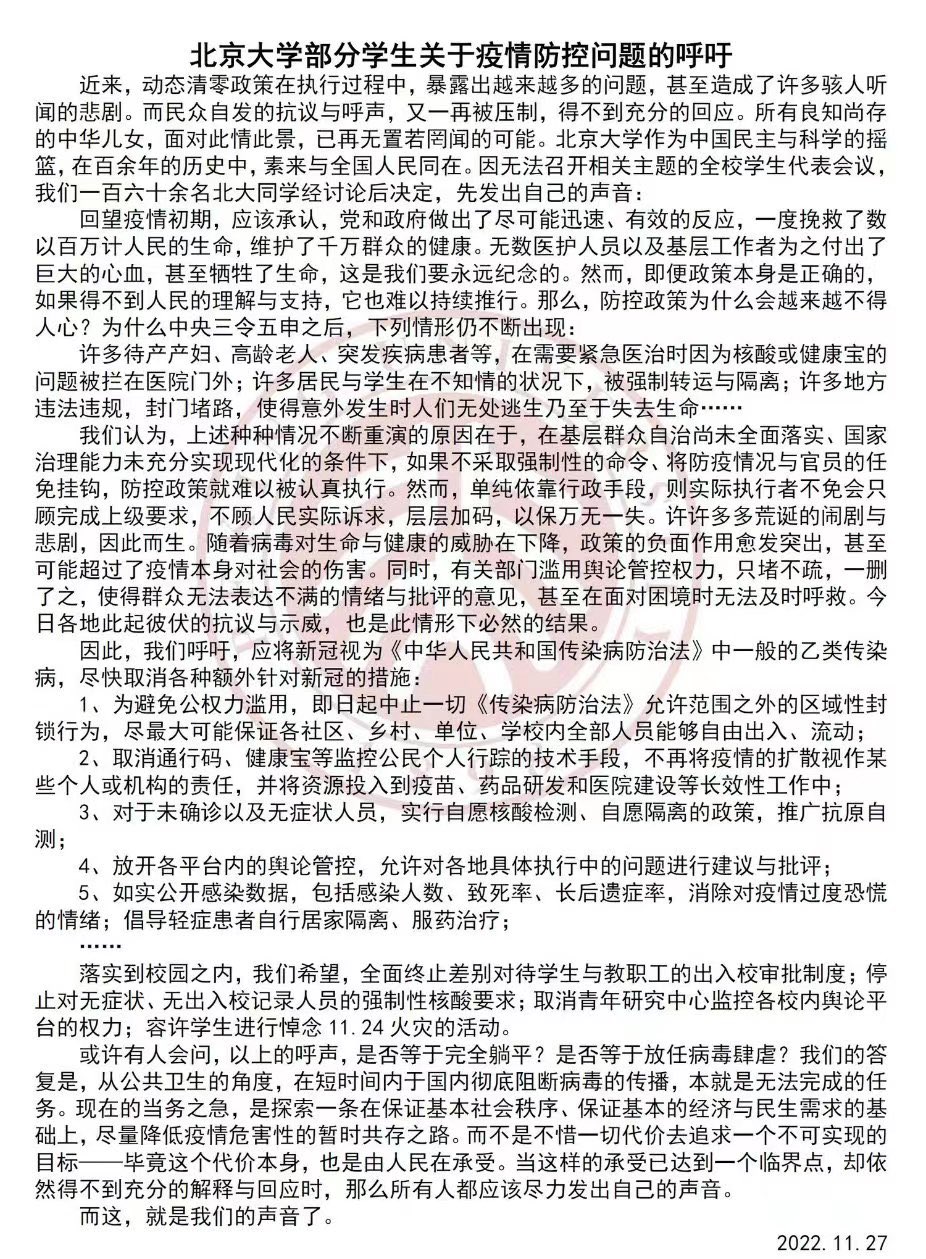 北京大学部分学生关于疫情防控问题的呼吁
近来，动态清零政策在执行过程中，暴露出越来越多的问题，甚至造成了许多骇人听
闻的悲剧。而民众自发的抗议与呼声，又一再被压制，得不到充分的回应。所有良知尚存
的中华儿女，面对此情此景，已再无置若罔闻的可能。北京大学作为中国民主与科学的摇
篮，在百余年的历史中，素来与全国人民同在。因无法召开相关主题的全校学生代表会议，
我们一百六十余名北大同学经讨论后决定，先发出自己的声音：
回望疫情初期，应该承认，党和政府做出了尽可能迅速、有效的反应，一度挽救了数
以百万计人民的生命，维护了千万群众的健康。无数医护人员以及基层工作者为之付出了
巨大的心血，甚至牺牲了生命，这是我们要永远纪念的。然而，即便政策本身是正确的，
如果得不到人民的理解与支持，它也难以持续推行。那么，防控政策为什么会越来越不得
人心？为什么中央三令五申之后，下列情形仍不断出现：
许多待产产妇、高龄老人、突发疾病患者等，在需要紧急医治时因为核酸或健康宝的
问题被拦在医院门外；许多居民与学生在不知情的状况下，被强制转运与隔离；许多地方
违法违规，封门堵路，使得意外发生时人们无处逃生乃至于失去生命……
我们认为，上述种种情况不断重演的原因在于，在基层群众自治尚未全面落实、国家
治理能力未充分实现现代化的条件下，如果不采取强制性的命令、将防疫情况与官员的任
免挂钩，防控政策就难以被认真执行。然而，单纯依靠行政手段，则实际执行者不免会只
顾完成上级要求，不顾人民实际诉求，层层加码，以保万无一失。许许多多荒诞的闹剧与
悲剧，因此而生。随着病毒对生命与健康的威胁在下降，政策的负面作用愈发突出，甚至
可能超过了疫情本身对社会的伤害。同时，有关部门滥用舆论管控权力，只堵不疏，一删
了之，使得群众无法表达不满的情绪与批评的意见，甚至在面对困境时无法及时呼救。今
日各地此起彼伏的抗议与示威，也是此情形下必然的结果。
因此，我们呼吁，应将新冠视为《中华人民共和国传染病防治法》中一般的乙类传染
病，尽快取消各种额外针对新冠的措施：
1、为避免公权力滥用，即日起中止一切《传染病防治法》允许范围之外的区域性封
锁行为，尽最大可能保证各社区、乡村、单位、学校内全部人员能够自由出入、流动；
2、取消通行码、健康宝等监控公民个人行踪的技术手段，不再将疫情的扩散视作某
些个人或机构的责任，并将资源投入到疫苗、药品研发和医院建设等长效性工作中；
3、对于未确诊以及无症状人员，实行自愿核酸检测、自愿隔离的政策，推广抗原自
测；
4、放开各平台内的舆论管控，允许对各地具体执行中的问题进行建议与批评；
5、如实公开感染数据，包括感染人数、致死率、长后遗症率，消除对疫情过度恐慌
的情绪；倡导轻症患者自行居家隔离、服药治疗；
……
落实到校园之内，我们希望，全面终止差别对待学生与教职工的出入校审批制度；停
止对无症状、无出入校记录人员的强制性核酸要求；取消青年研究中心监控各校内舆论平
台的权力；容许学生进行悼念 11.24 火灾的活动。
或许有人会问，以上的呼声，是否等于完全躺平？是否等于放任病毒肆虐？我们的答
复是，从公共卫生的角度，在短时间内于国内彻底阻断病毒的传播，本就是无法完成的任
务。现在的当务之急，是探索一条在保证基本社会秩序、保证基本的经济与民生需求的基
础上，尽量降低疫情危害性的暂时共存之路。而不是不惜一切代价去追求一个不可实现的
目标——毕竟这个代价本身，也是由人民在承受。当这样的承受已达到一个临界点，却依
然得不到充分的解释与回应时，那么所有人都应该尽力发出自己的声音。
而这，就是我们的声音了。
2022.11.27